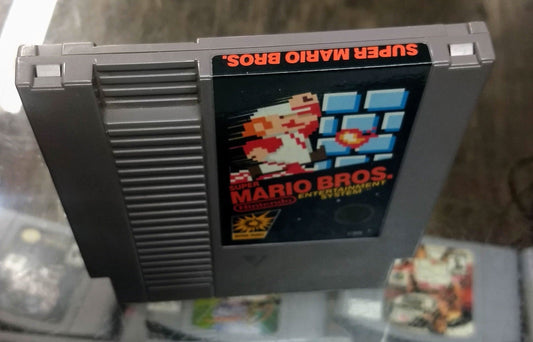 SUPER MARIO BROS.
SUPER
MARIO BROS.
Nintendo ENTERTAINMENT
SYSTEM